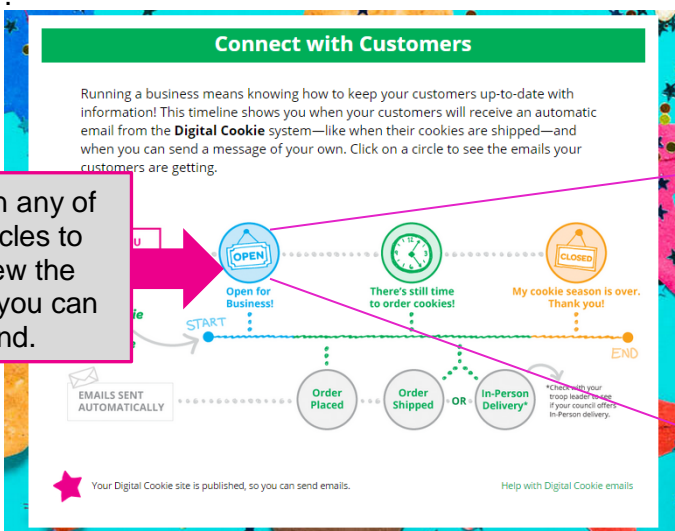 Connect with Customers
Running a business means knowing how to keep your customers up-to-date with
information! This timeline shows you when your customers will receive an automatic
email from the Digital Cookie system—like when their cookies are shipped—and
when you can send a message of your own. Click on a circle to see the emails your
customers are getting.
any of
to
the
you can
OPEN
CLOSED
Open for
Business!
There's still time
to order cookies!
My cookie season is over.
Thank you!
START
END
EMAILS SENT
AUTOMATICALLY
Order
Placed
Order
Shipped
OR
In-Person
Delivery*
*Check with your
troop leader to see
if your council offers
In-Person delivery.
Your Digital Cookie site is published, so you can send emails.
Help with Digital Cookie emails